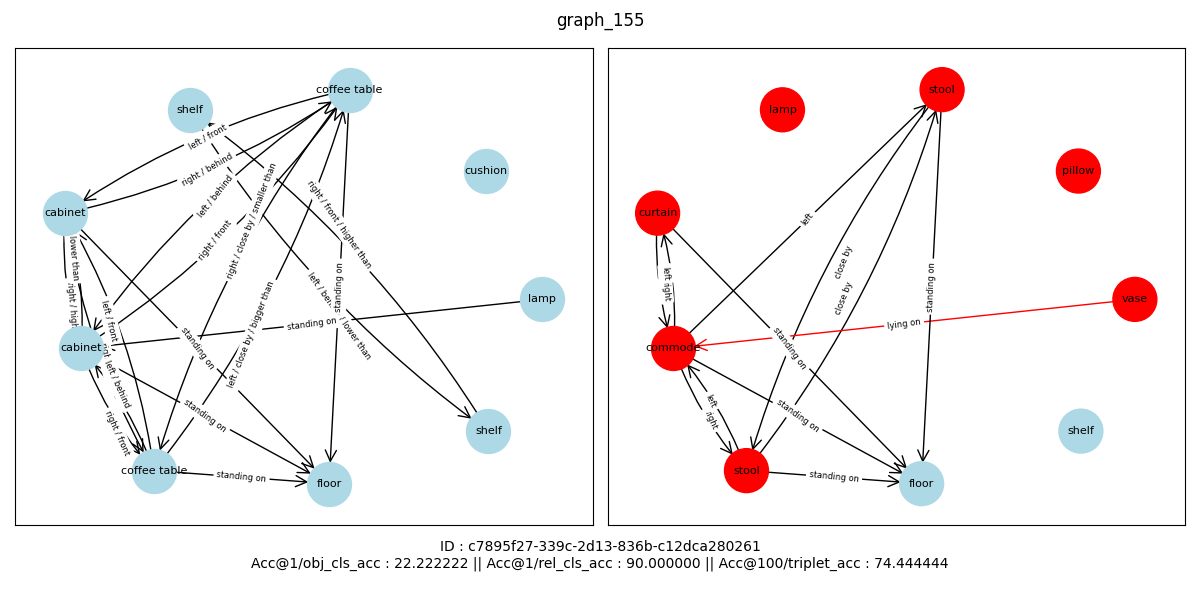 graph_155
coffee table
shelf
left / front
right / behind
cushion
left / behind
right / close by / smaller than
right / front / higher than
cabinet
right / front
lower than
standing on
lamp
left / front
left / close by / bigger than
standing on
cabinet
standing on
lower than
left / behind
standing on
right / front
shelf
coffee table
standing on
floor
stool
lamp
pillow
curtain
left
close by
left
right
standing on
close by
vase
lying on
commode
standing on
left
right
standing on
shelf
stool
standing on
floor
ID : c7895f27-339c-2d13-836b-c12dca280261
Acc@1/obj_cls_acc : 22.222222 || Acc@1/rel_cls_acc : 90.000000 || Acc@100/triplet_acc : 74.444444